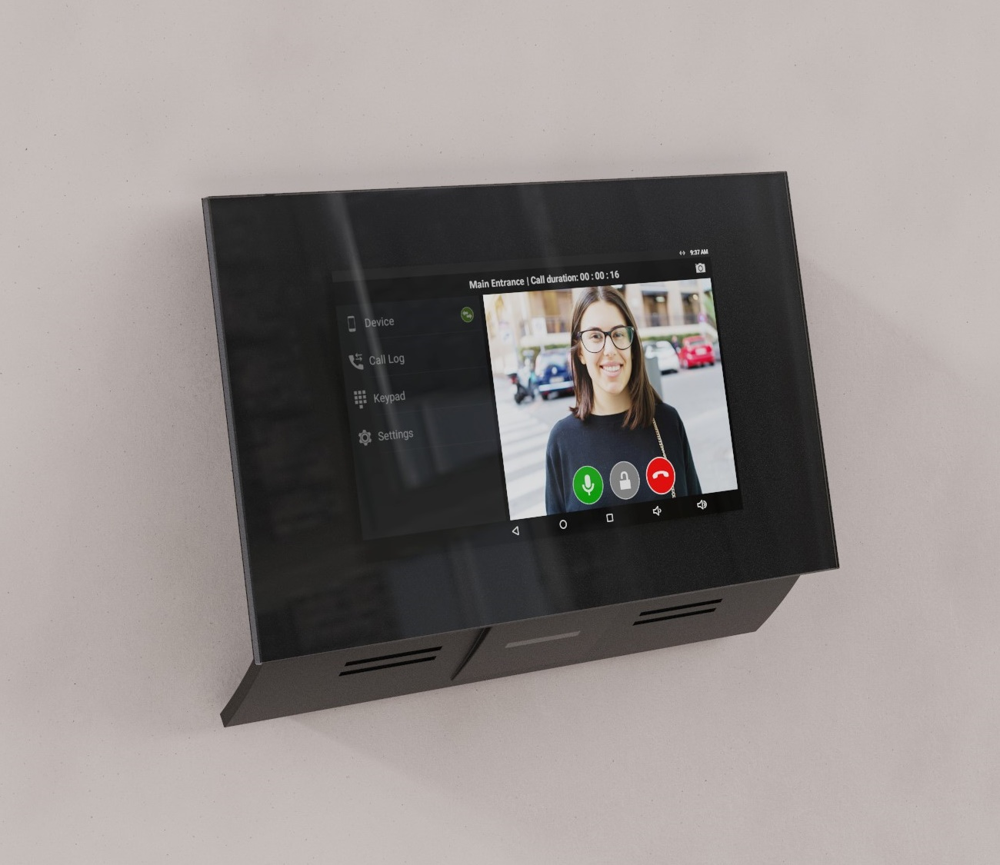 9:37 AM
Main Entrance | Call duration: 00 : 00 : 16
Device
Call Log
Keypad
Settings